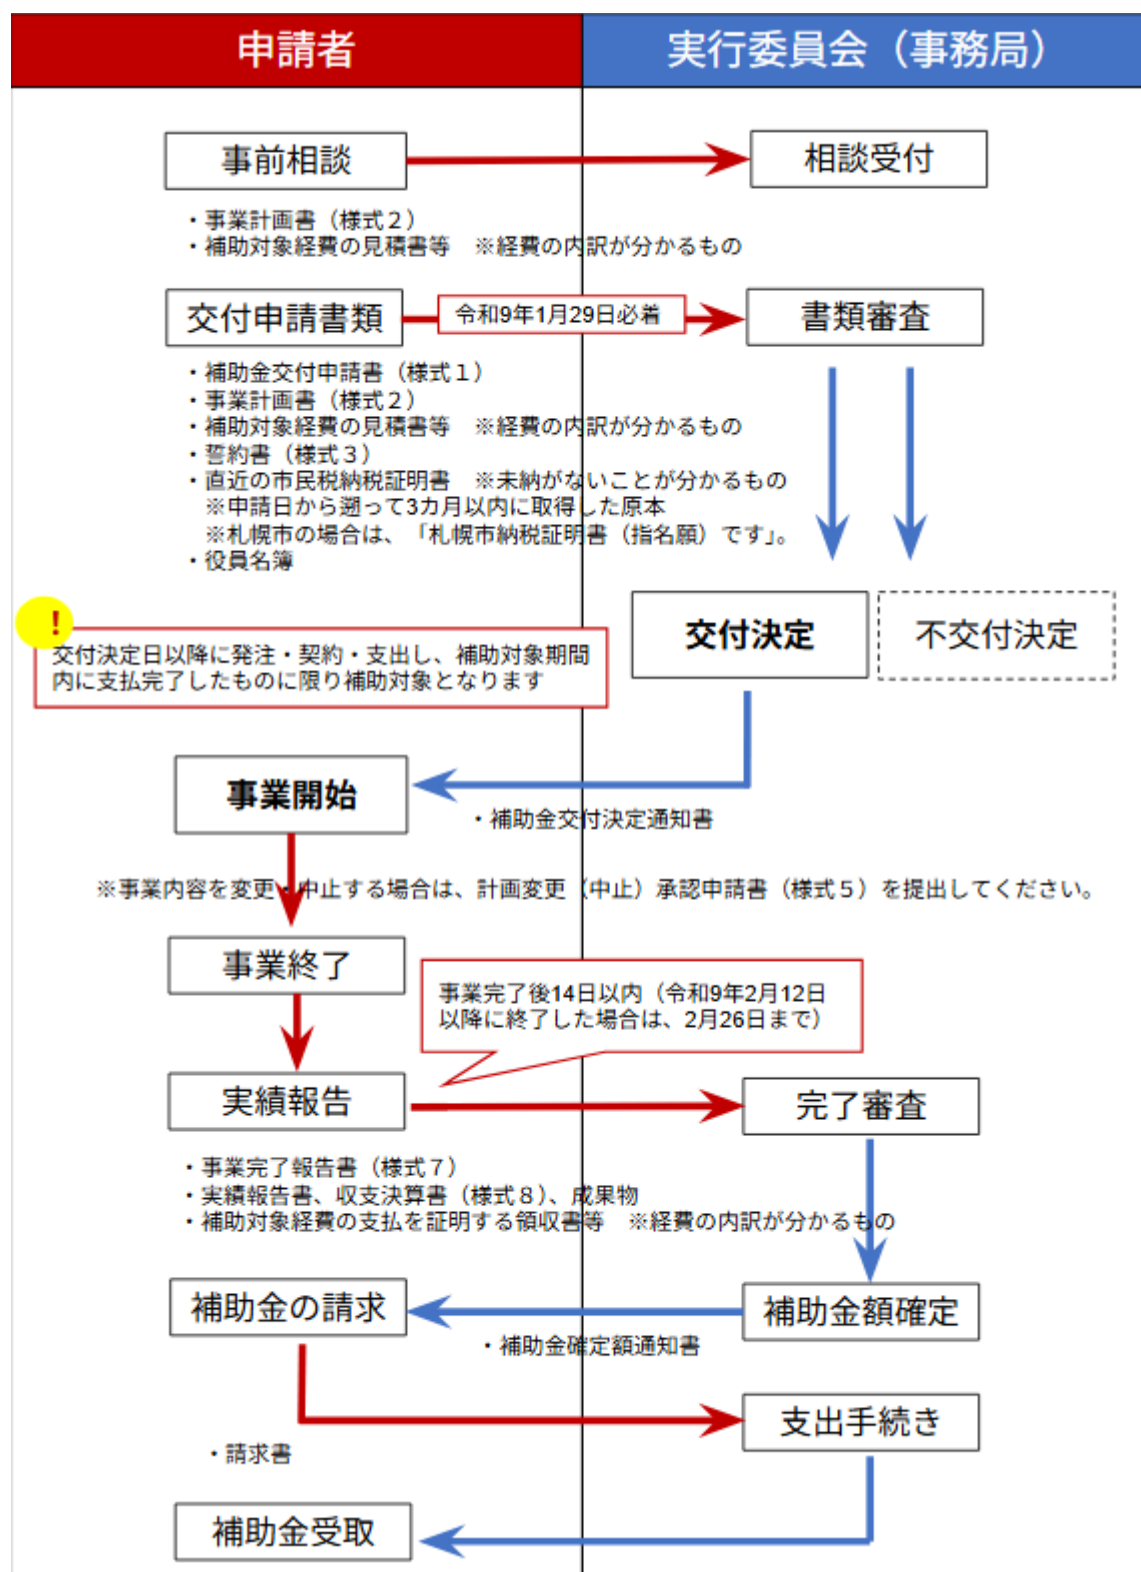 申請者
実行委員会（事務局）
事前相談
相談受付
・事業計画書（様式２）
・補助対象経費の見積書等　※経費の内訳が分かるもの
交付申請書類
令和9年1月29日必着
書類審査
・補助金交付申請書（様式１）
・事業計画書（様式２）
・補助対象経費の見積書等　※経費の内訳が分かるもの
・誓約書（様式３）
・直近の市民税納税証明書　※未納がないことが分かるもの
※申請日から遡って3カ月以内に取得した原本
※札幌市の場合は、「札幌市納税証明書（指名願）です」。
・役員名簿
交付決定
不交付決定
!
交付決定日以降に発注・契約・支出し、補助対象期間
内に支払完了したものに限り補助対象となります
事業開始
・補助金交付決定通知書
※事業内容を変更・中止する場合は、計画変更（中止）承認申請書（様式５）を提出してください。
事業終了
事業完了後14日以内（令和9年2月12日
以降に終了した場合は、2月26日まで）
実績報告
完了審査
・事業完了報告書（様式７）
・実績報告書、収支決算書（様式８）、成果物
・補助対象経費の支払を証明する領収書等　※経費の内訳が分かるもの
補助金の請求
補助金額確定
・補助金確定額通知書
支出手続き
・請求書
補助金受取